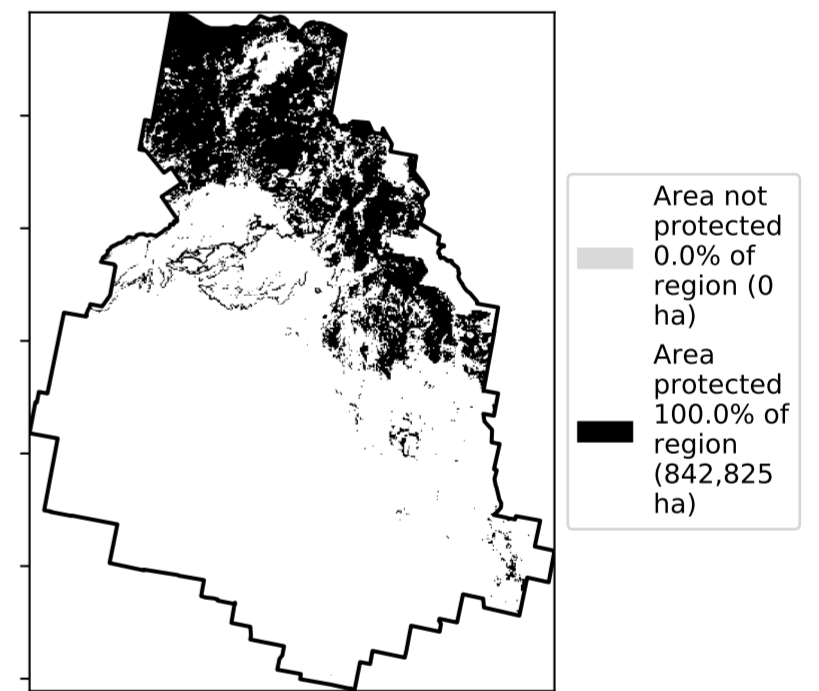 Area not
protected
0.0% of
region (0
ha)
Area
protected
100.0% of
region
(842,825
ha)